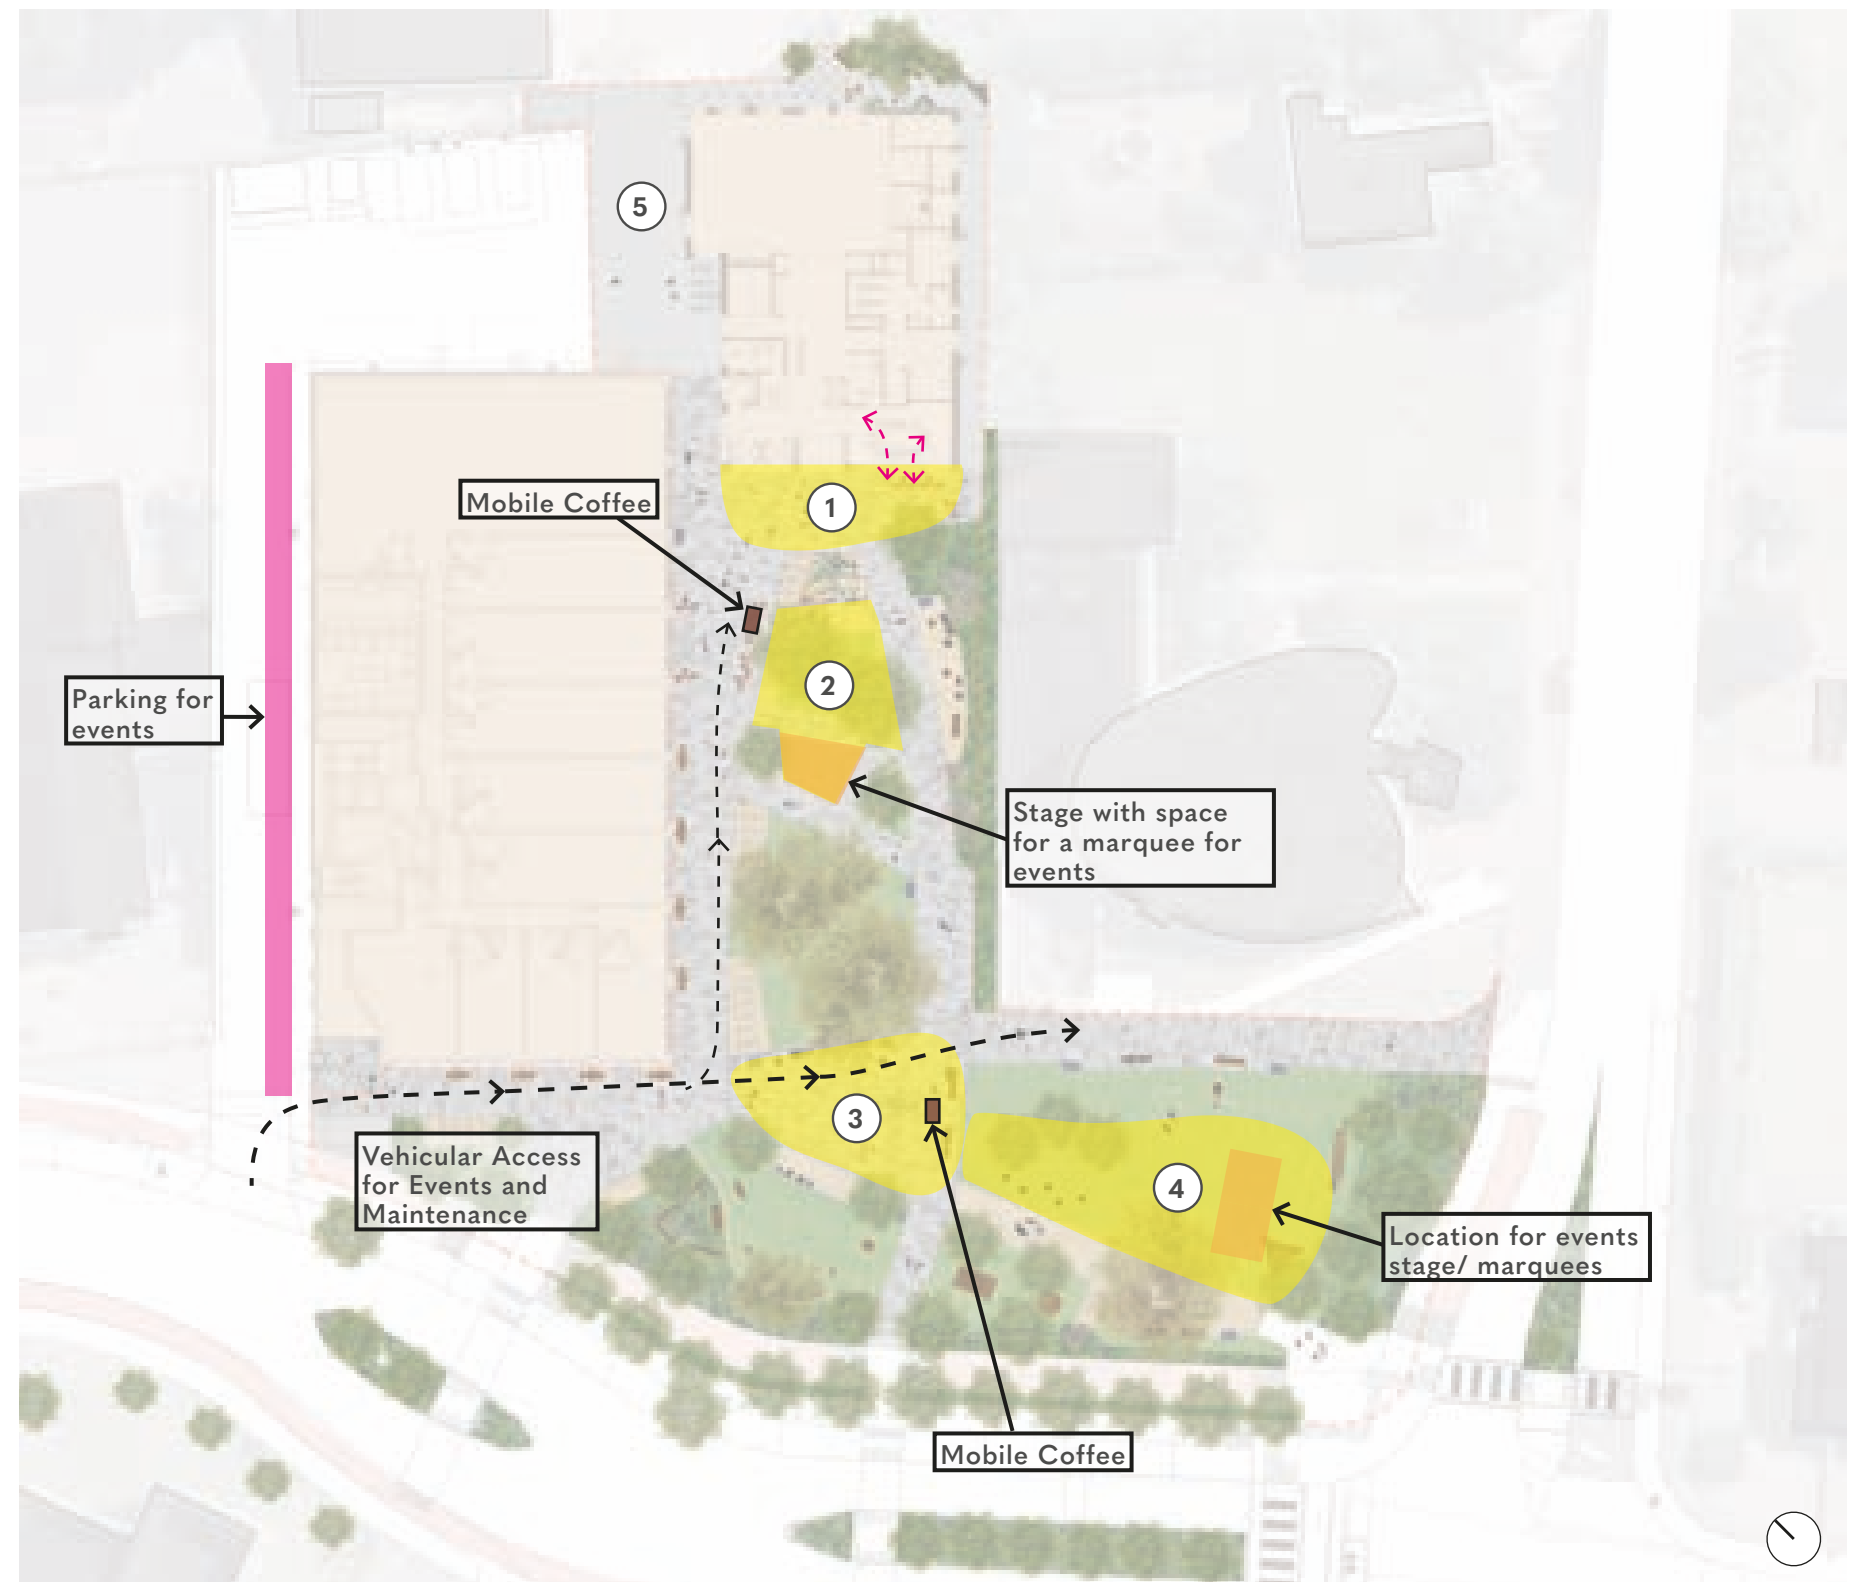 5
Mobile Coffee
1
Parking for
events
2
Stage with space
for a marquee for
events
3
Vehicular Access
for Events and
Maintenance
4
Location for events
stage/ marquees
Mobile Coffee